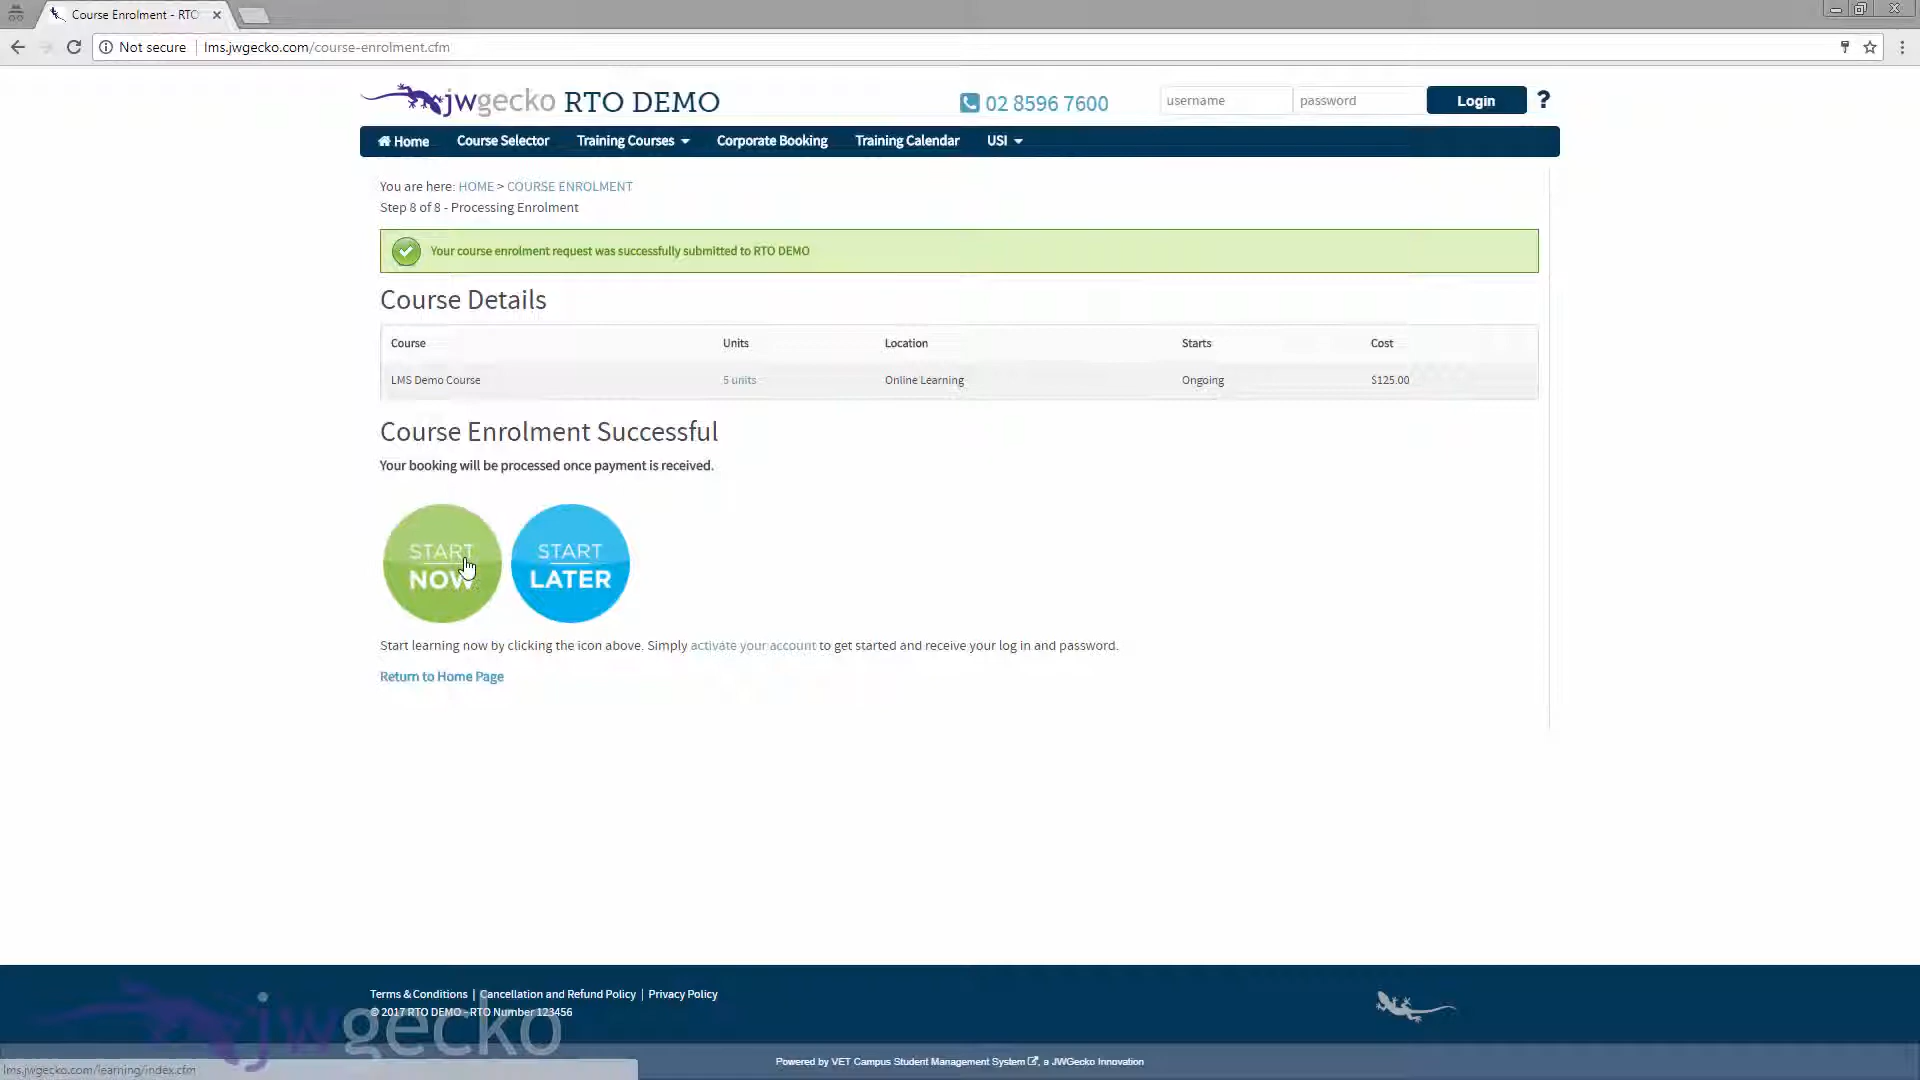 Course Enrolment - RTO
Not secure | lms.jwgecko.com/course-enrolment.cfm
jwgecko RTO DEMO
02 8596 7600
username
password
Login
?
Home
Course Selector
Training Courses
Corporate Booking
Training Calendar
USI
You are here: HOME > COURSE ENROLMENT
Step 8 of 8 - Processing Enrolment
Your course enrolment request was successfully submitted to RTO DEMO
Course Details
Course Units Location Starts Cost
LMS Demo Course 5 units Online Learning Ongoing $125.00
Course Enrolment Successful
Your booking will be processed once payment is received.
START
NOW
START
LATER
Start learning now by clicking the icon above. Simply activate your account to get started and receive your log in and password.
Return to Home Page
Terms & Conditions | Cancellation and Refund Policy | Privacy Policy
© 2017 RTO DEMO - RTO Number 123456
jwgecko
Powered by VET Campus Student Management System, a JWGecko Innovation
lms.jwgecko.com/learning/index.cfm